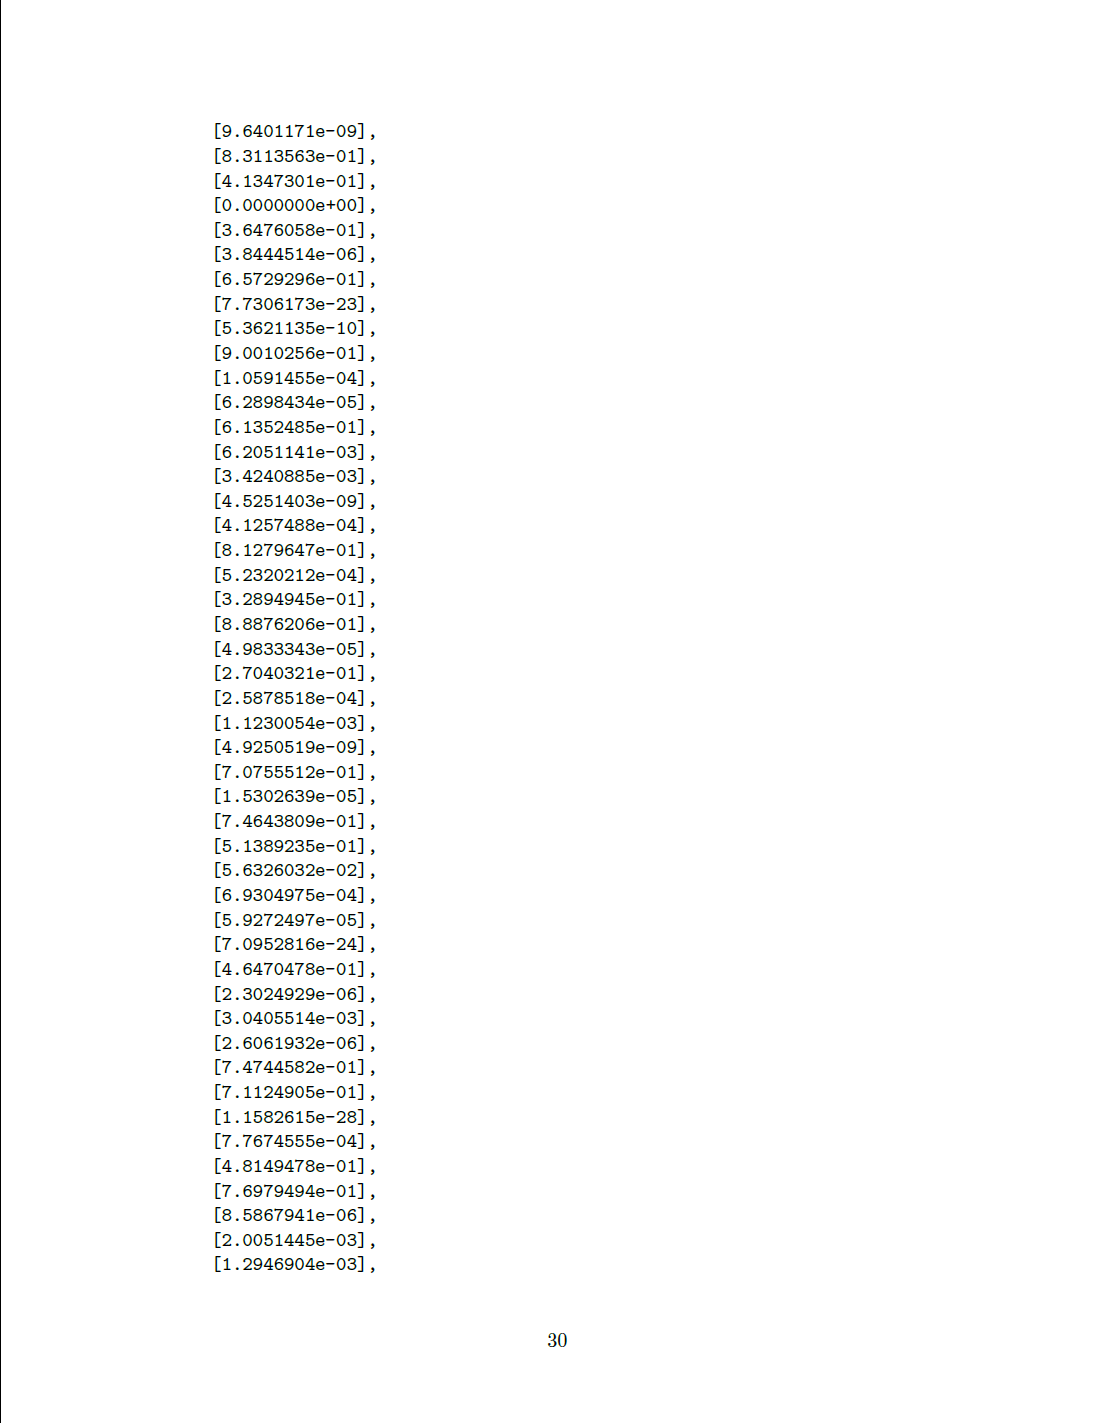 [9.6401171e-09],
[8.3113563e-01],
[4.1347301e-01],
[0.0000000e+00],
[3.6476058e-01],
[3.8444514e-06],
[6.5729296e-01],
[7.7306173e-23],
[5.3621135e-10],
[9.0010256e-01],
[1.0591455e-04],
[6.2898434e-05],
[6.1352485e-01],
[6.2051141e-03],
[3.4240885e-03],
[4.5251403e-09],
[4.1257488e-04],
[8.1279647e-01],
[5.2320212e-04],
[3.2894945e-01],
[8.8876206e-01],
[4.9833343e-05],
[2.7040321e-01],
[2.5878518e-04],
[1.1230054e-03],
[4.9250519e-09],
[7.0755512e-01],
[1.5302639e-05],
[7.4643809e-01],
[5.1389235e-01],
[5.6326032e-02],
[6.9304975e-04],
[5.9272497e-05],
[7.0952816e-24],
[4.6470478e-01],
[2.3024929e-06],
[3.0405514e-03],
[2.6061932e-06],
[7.4744582e-01],
[7.1124905e-01],
[1.1582615e-28],
[7.7674555e-04],
[4.8149478e-01],
[7.6979494e-01],
[8.5867941e-06],
[2.0051445e-03],
[1.2946904e-03],
30